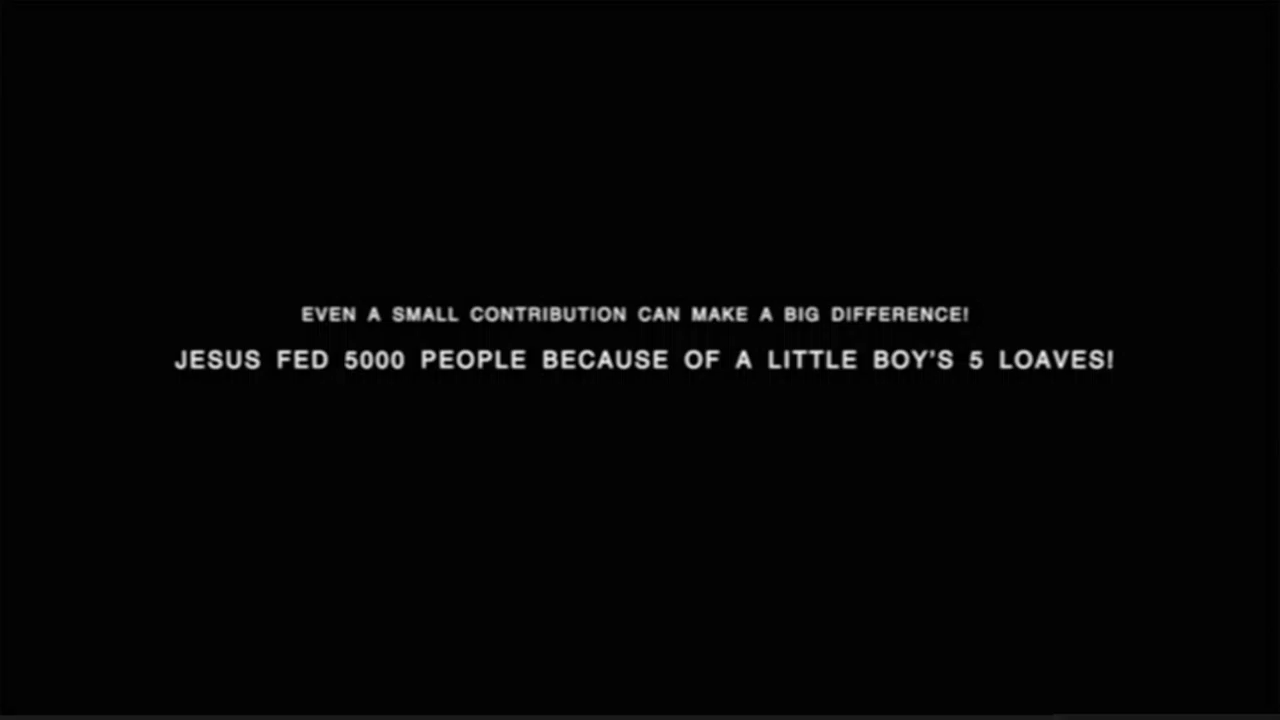 EVEN A SMALL CONTRIBUTION CAN MAKE A BIG DIFFERENCE!
JESUS FED 5000 PEOPLE BECAUSE OF A LITTLE BOY'S 5 LOAVES!